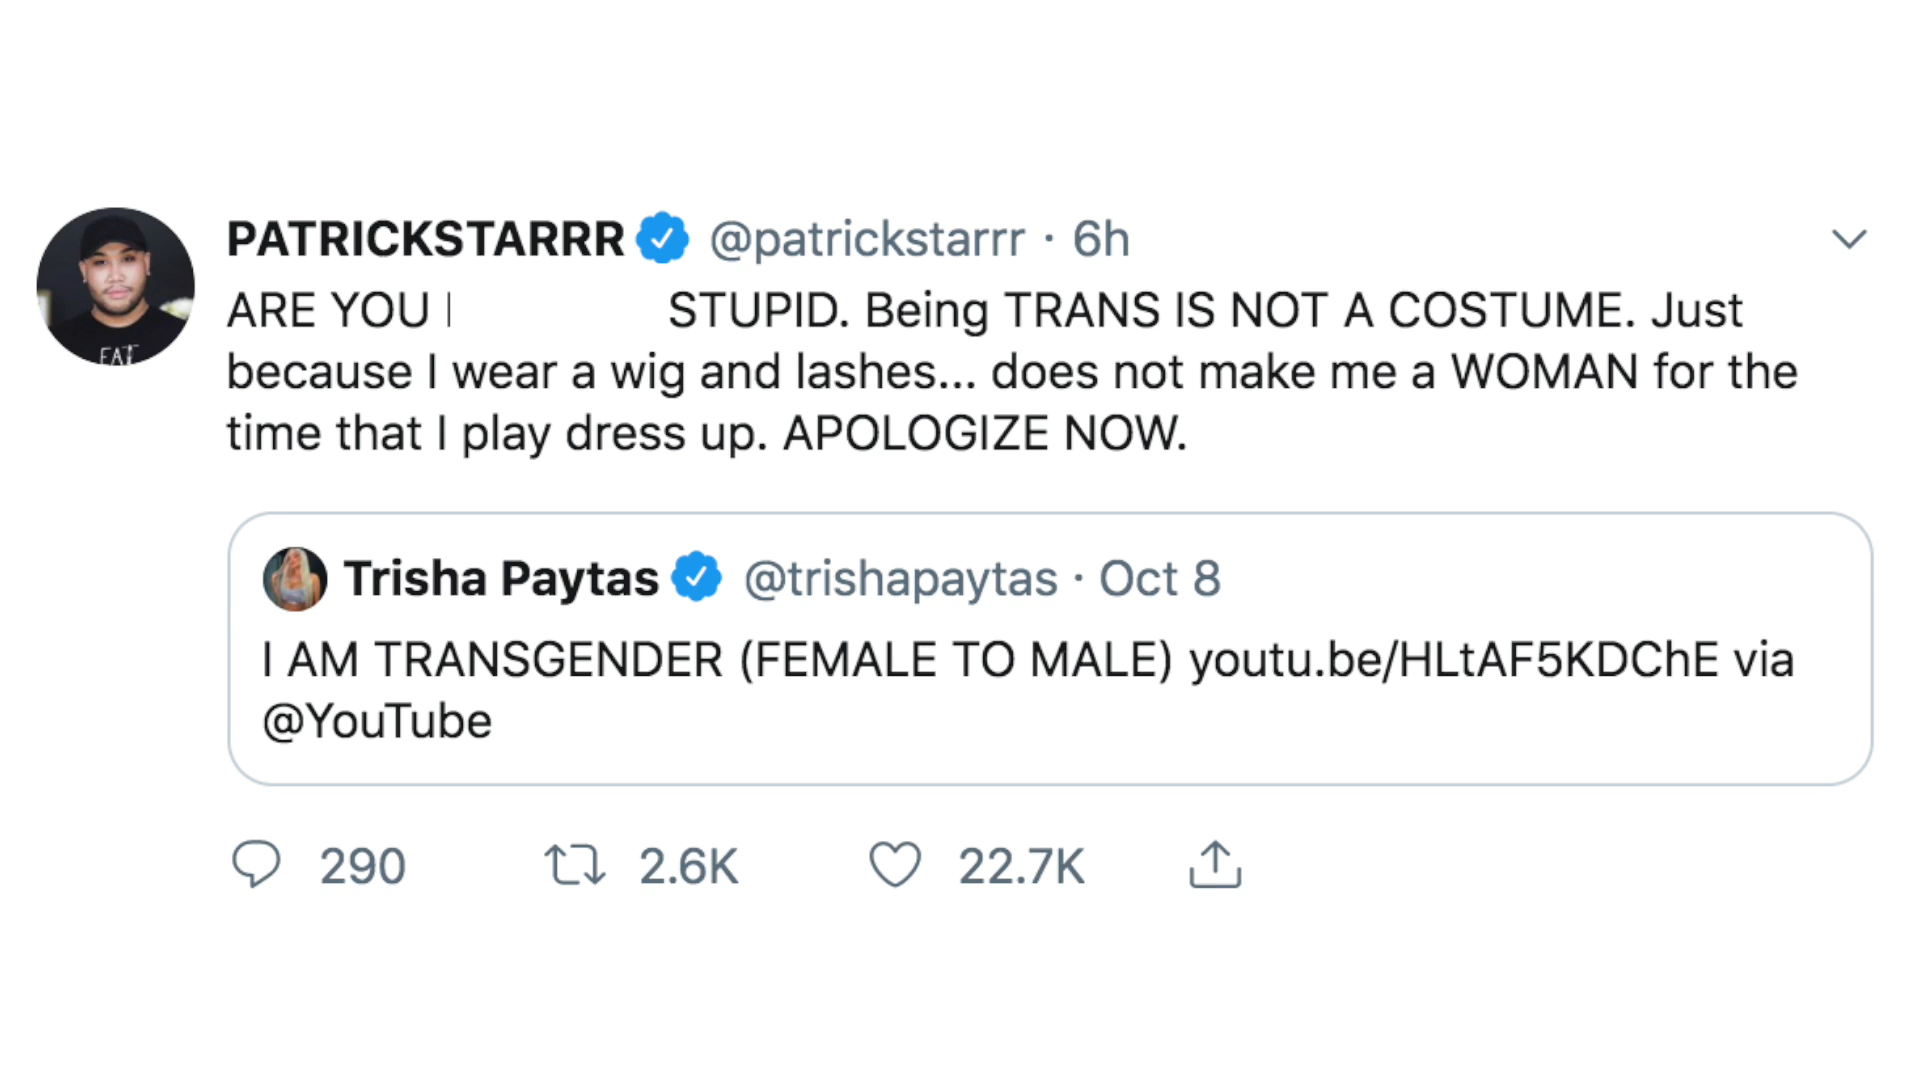 PATRICKSTARRR @patrickstarrr · 6h
ARE YOU STUPID. Being TRANS IS NOT A COSTUME. Just
because I wear a wig and lashes... does not make me a WOMAN for the
time that I play dress up. APOLOGIZE NOW.
Trisha Paytas @trishapaytas · Oct 8
I AM TRANSGENDER (FEMALE TO MALE) youtu.be/HLtAF5KDChE via
@YouTube
290 2.6K 22.7K
EAT